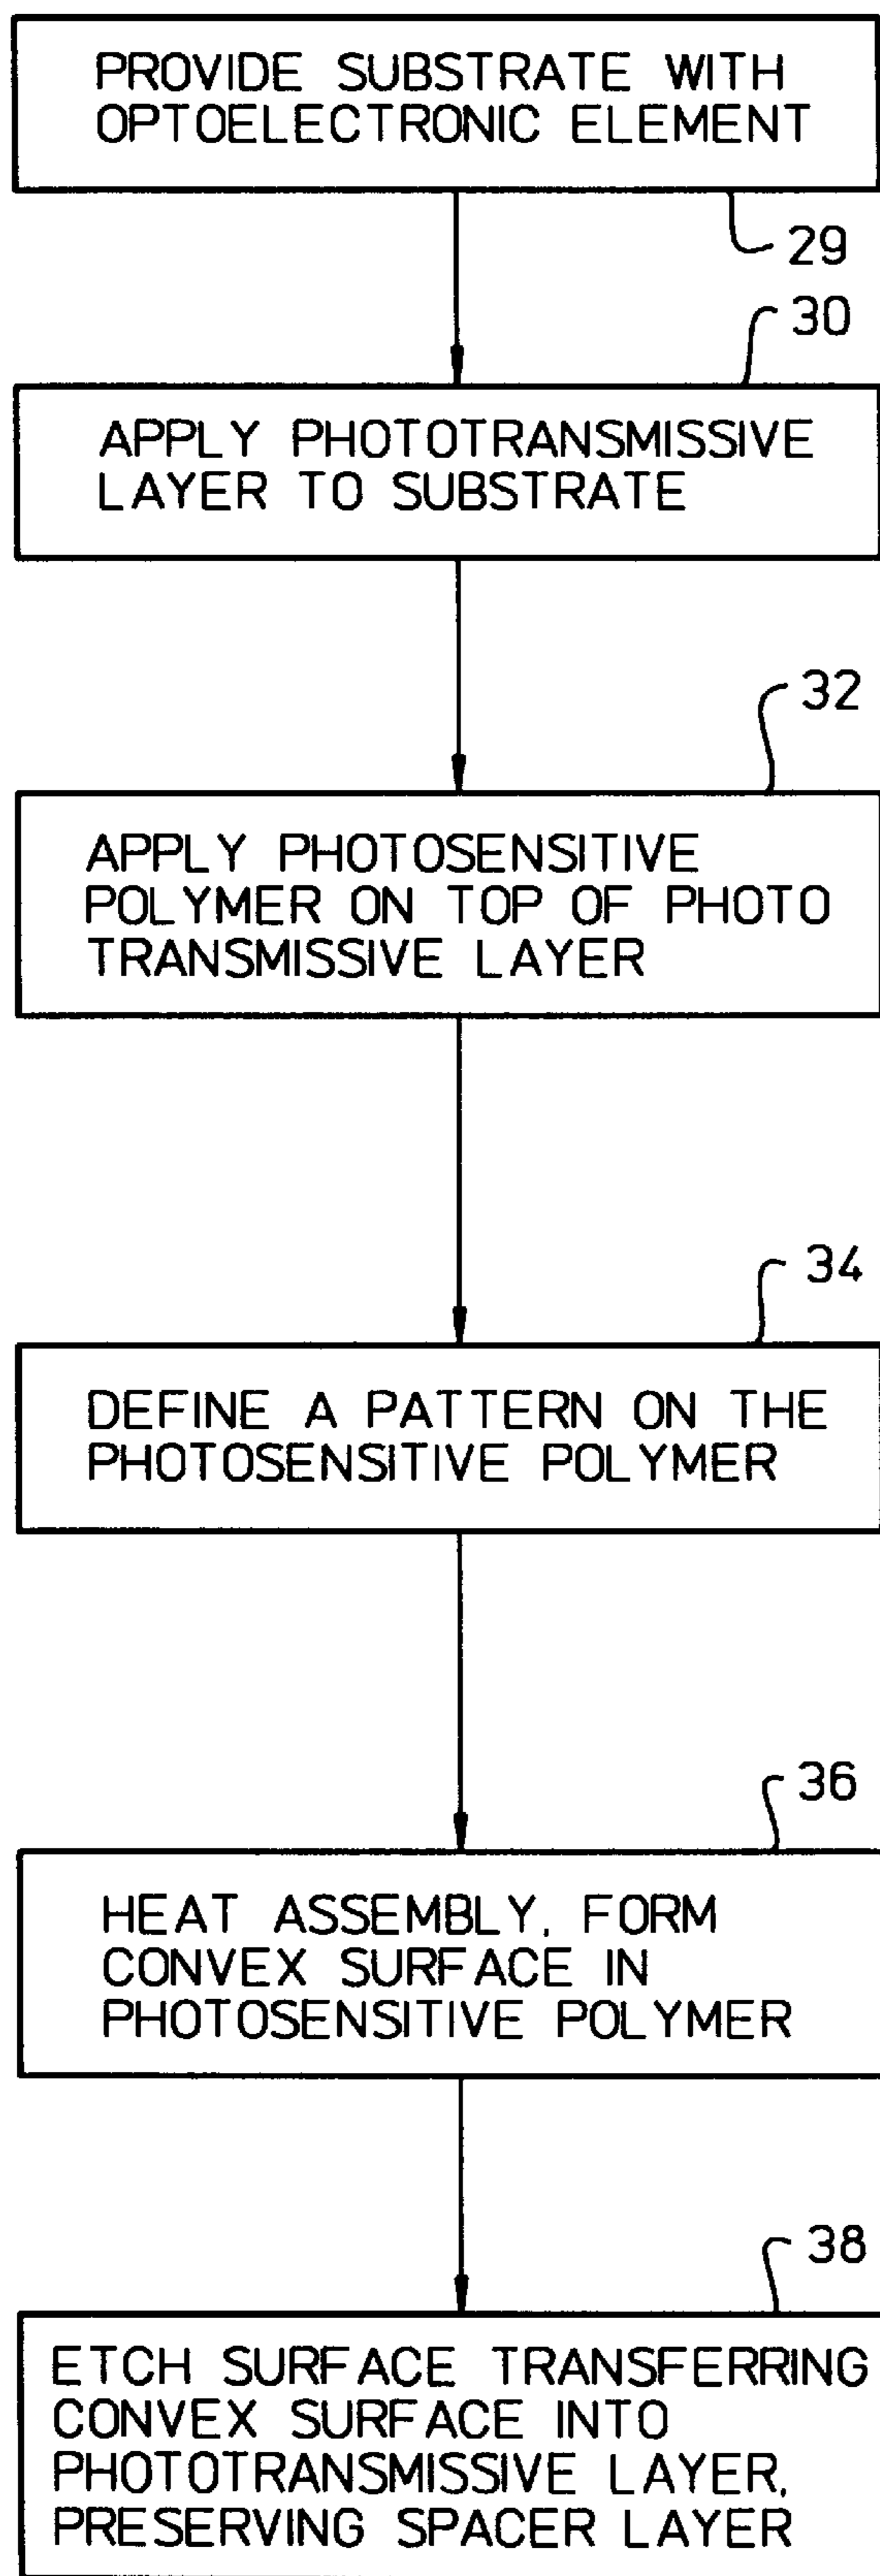 PROVIDE SUBSTRATE WITH
OPTOELECTRONIC ELEMENT
29
30
APPLY PHOTOTRANSMISSIVE
LAYER TO SUBSTRATE
32
APPLY PHOTOSENSITIVE
POLYMER ON TOP OF PHOTO
TRANSMISSIVE LAYER
34
DEFINE A PATTERN ON THE
PHOTOSENSITIVE POLYMER
36
HEAT ASSEMBLY, FORM
CONVEX SURFACE IN
PHOTOSENSITIVE POLYMER
38
ETCH SURFACE TRANSFERRING
CONVEX SURFACE INTO
PHOTOTRANSMISSIVE LAYER,
PRESERVING SPACER LAYER